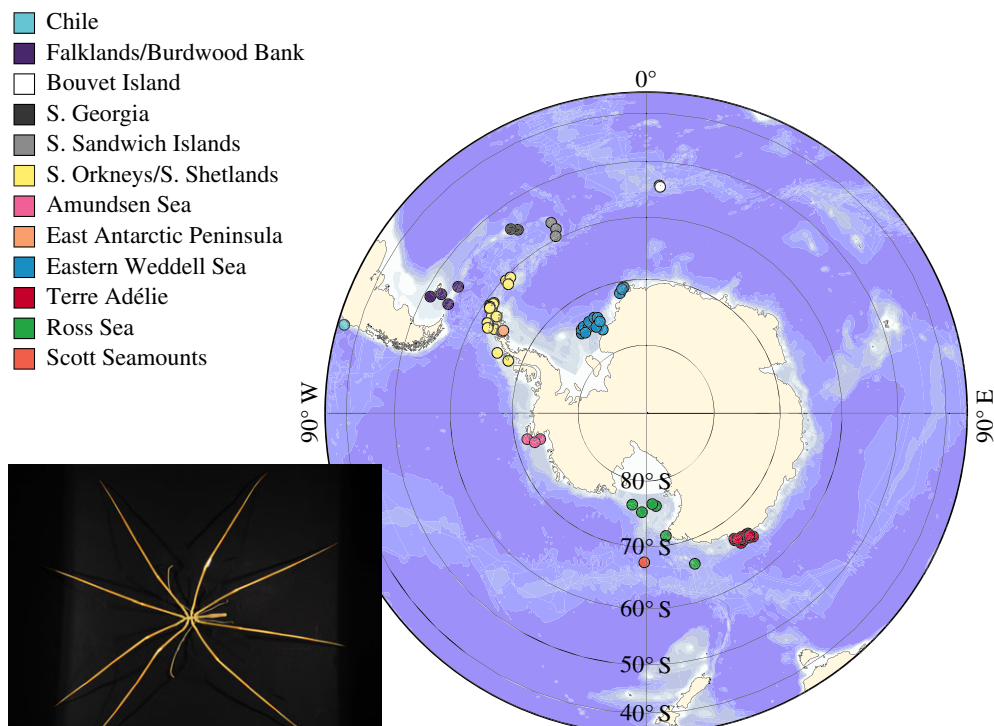 Chile
Falklands/Burdwood Bank
Bouvet Island
S. Georgia
S. Sandwich Islands
S. Orkneys/S. Shetlands
Amundsen Sea
East Antarctic Peninsula
Eastern Weddell Sea
Terre Adélie
Ross Sea
Scott Seamounts
0°
90° W
90° E
80° S
70° S
60° S
50° S
40° S